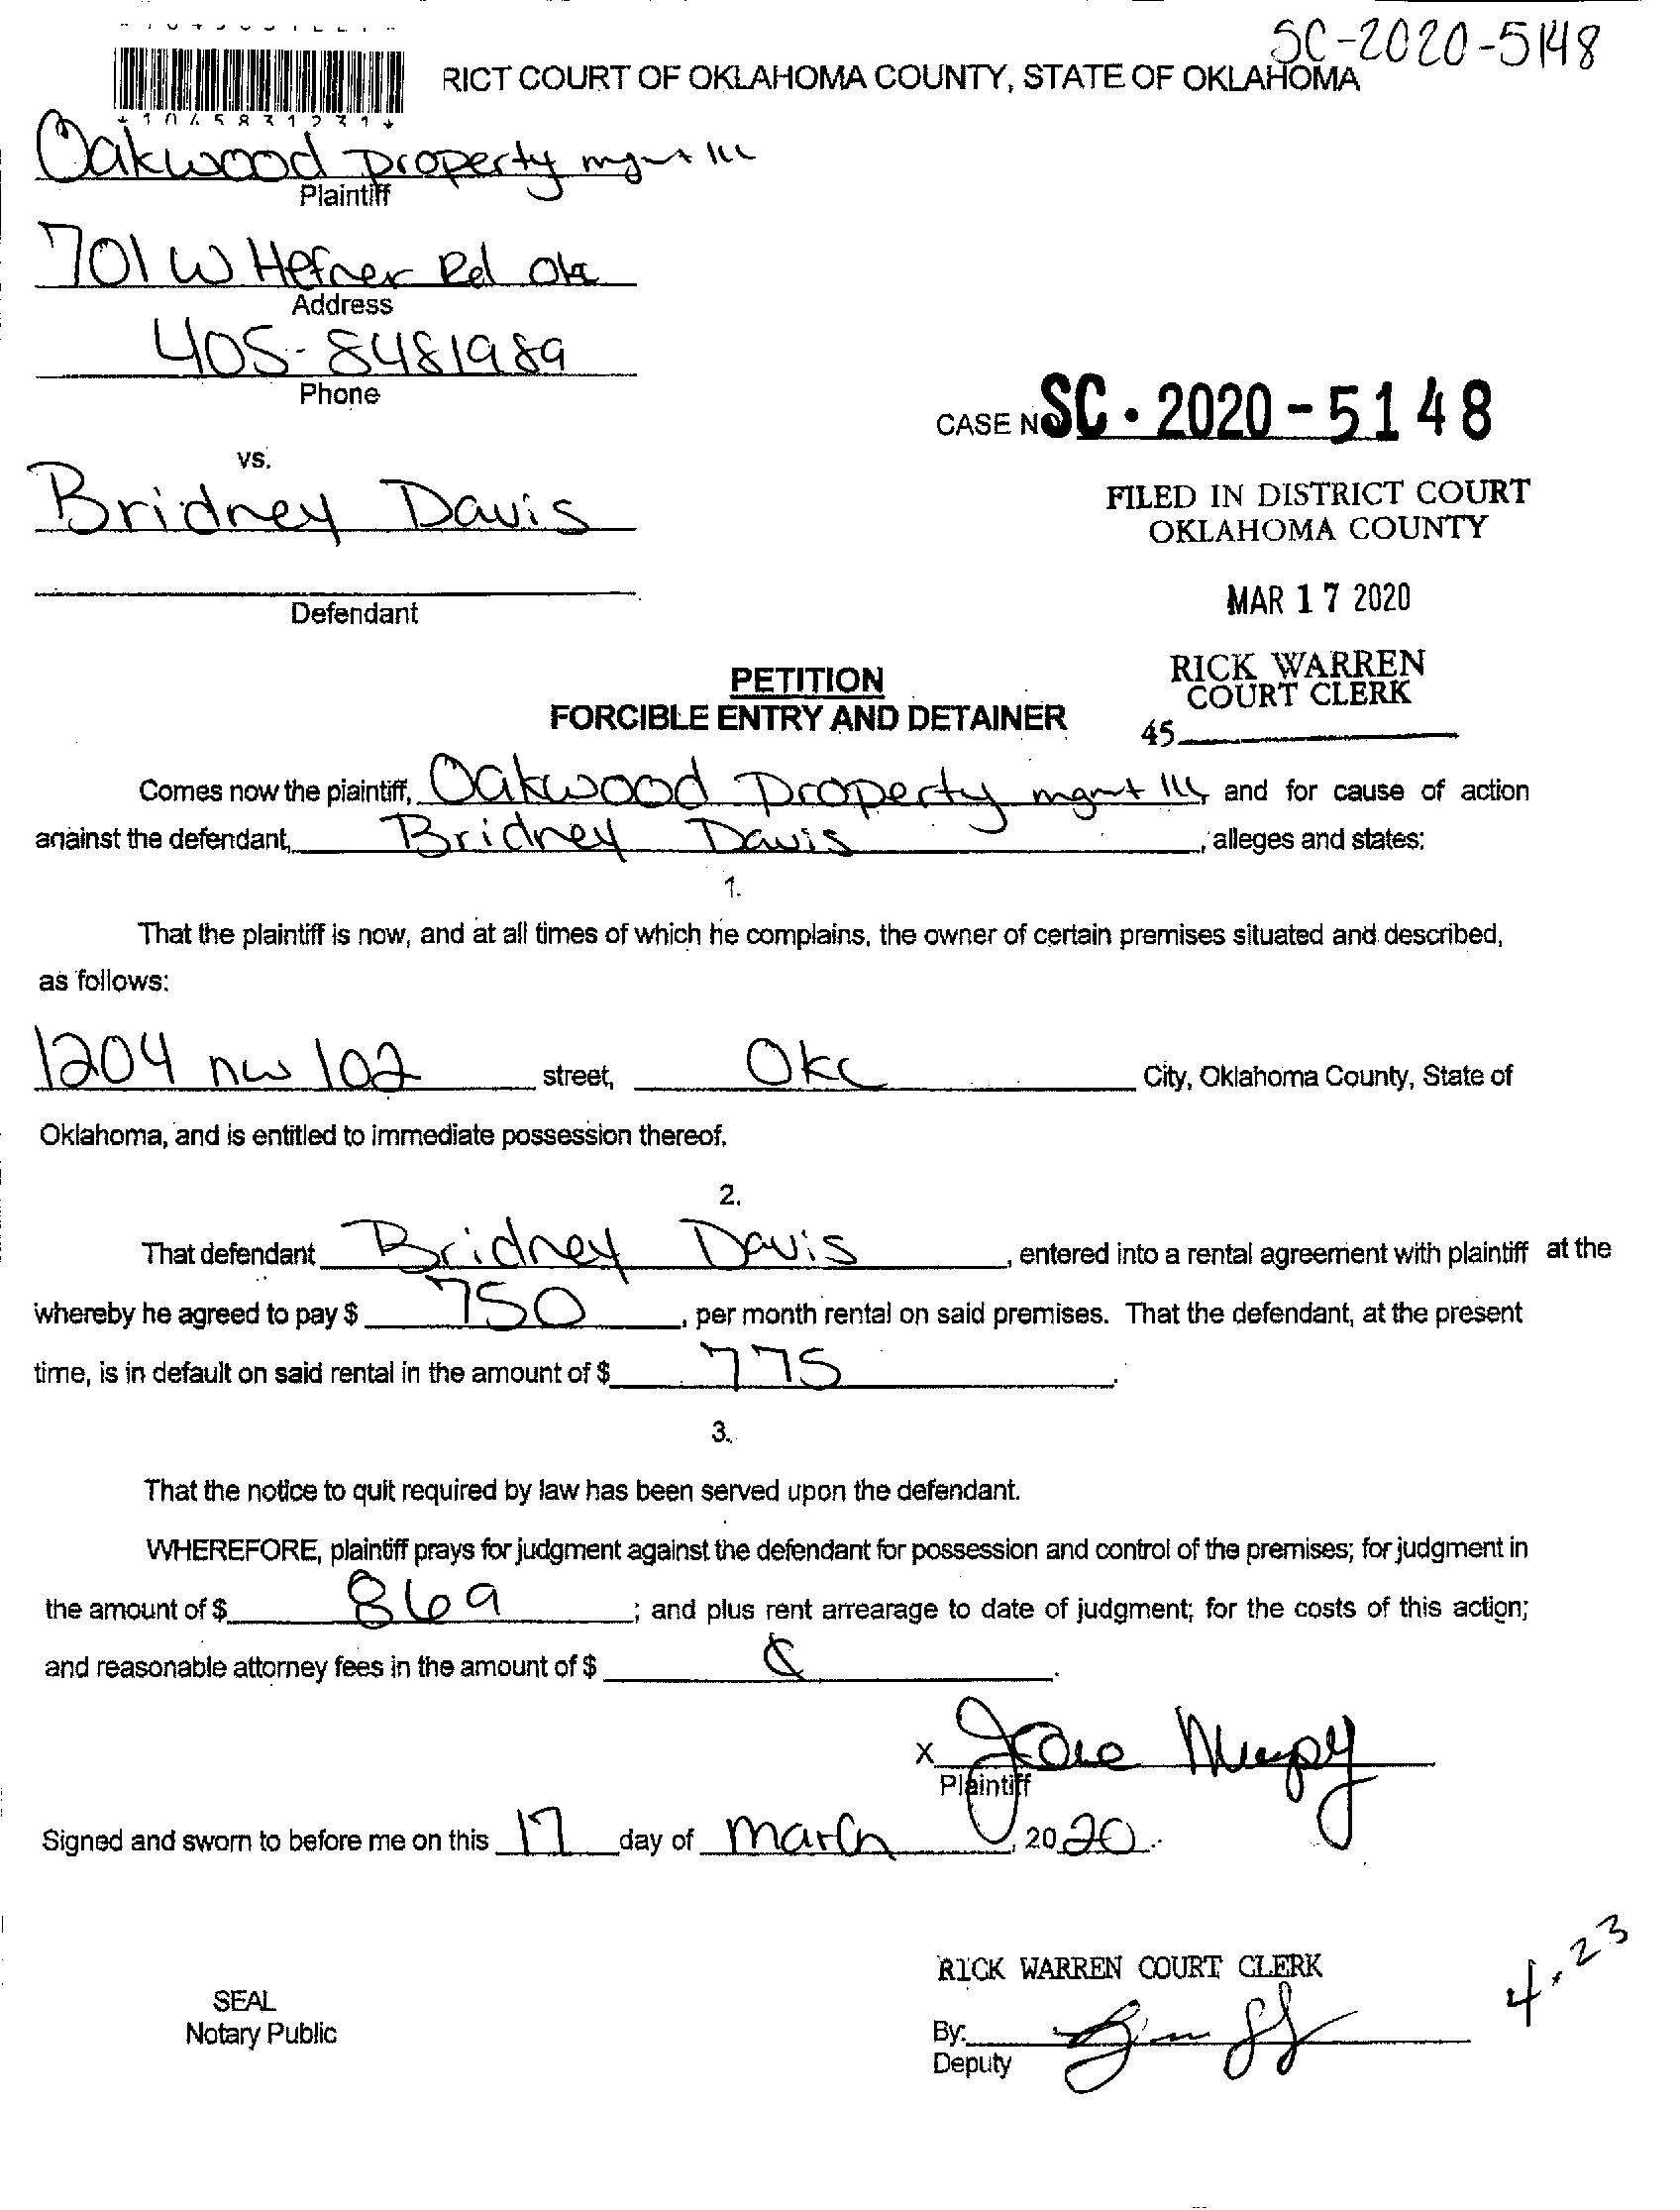 SC-2020-5148
RICT COURT OF OKLAHOMA COUNTY, STATE OF OKLAHOMA
*1045831231*
Oakwood property mgmt llc
Plaintiff
701 W Hefner Rd Okc
Address
405-8481989
Phone
CASE NO SC-2020-5148
vs.
Bridney Davis
FILED IN DISTRICT COURT
OKLAHOMA COUNTY
MAR 17 2020
Defendant
RICK WARREN
COURT CLERK
45
PETITION
FORCIBLE ENTRY AND DETAINER
Comes now the plaintiff, Oakwood Property mgmt llc and for cause of action
against the defendant, Bridney Davis, alleges and states:
1.
That the plaintiff is now, and at all times of which he complains, the owner of certain premises situated and described,
as follows:
1204 nw 102 street, Okc City, Oklahoma County, State of
Oklahoma, and is entitled to immediate possession thereof.
2.
That defendant Bridney Davis, entered into a rental agreement with plaintiff at the
whereby he agreed to pay $ 750, per month rental on said premises. That the defendant, at the present
time, is in default on said rental in the amount of $ 775.
3.
That the notice to quit required by law has been served upon the defendant.
WHEREFORE, plaintiff prays for judgment against the defendant for possession and control of the premises; for judgment in
the amount of $ 869; and plus rent arrearage to date of judgment; for the costs of this action;
and reasonable attorney fees in the amount of $
x
Plaintiff
Signed and sworn to before me on this 17 day of March, 2020.
RICK WARREN COURT CLERK
4.23
SEAL
Notary Public
By:
Deputy